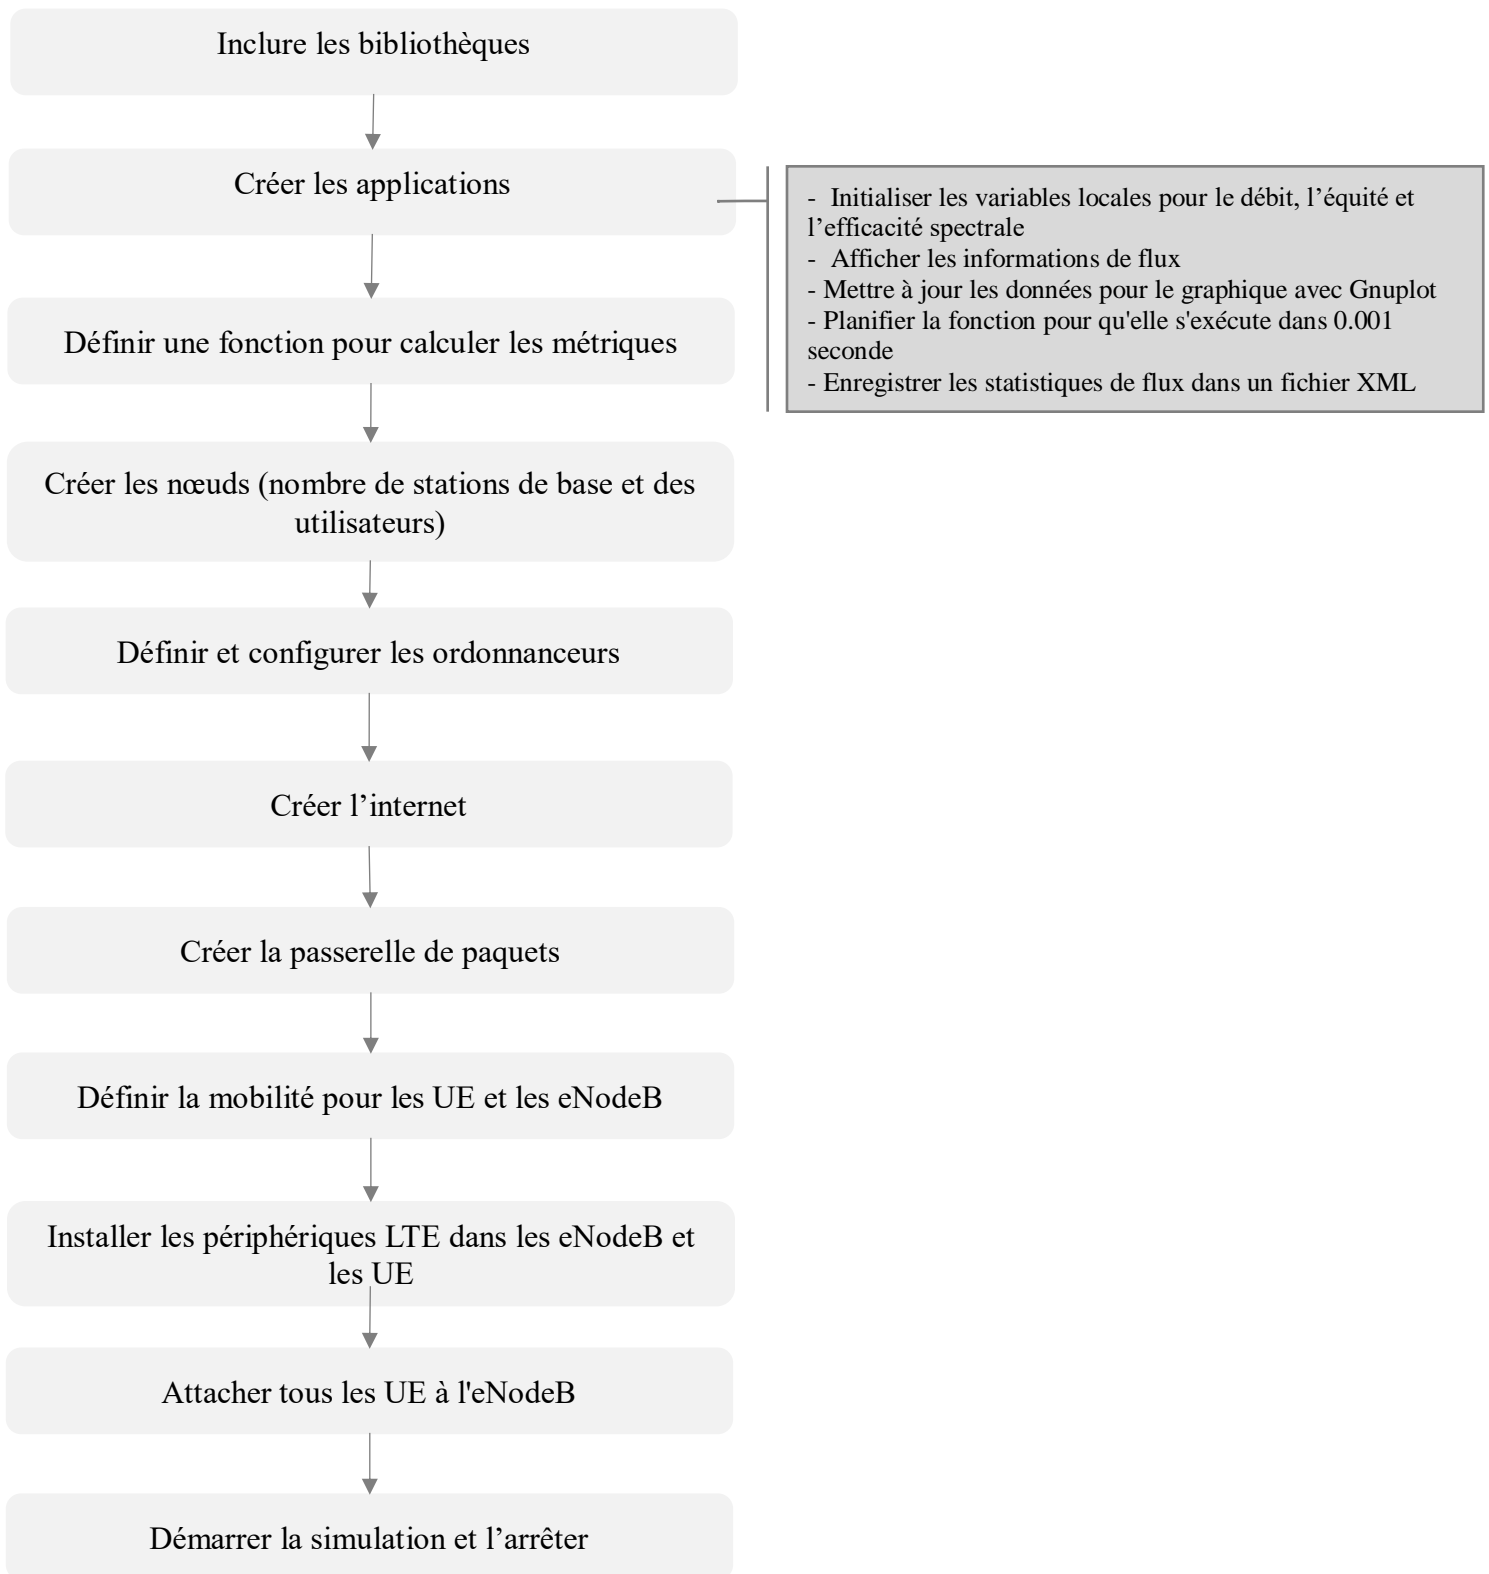 Inclure les bibliothèques
Créer les applications
- Initialiser les variables locales pour le débit, l’équité et
l’efficacité spectrale
- Afficher les informations de flux
- Mettre à jour les données pour le graphique avec Gnuplot
- Planifier la fonction pour qu'elle s'exécute dans 0.001
seconde
- Enregistrer les statistiques de flux dans un fichier XML
Définir une fonction pour calculer les métriques
Créer les nœuds (nombre de stations de base et des
utilisateurs)
Définir et configurer les ordonnanceurs
Créer l’internet
Créer la passerelle de paquets
Définir la mobilité pour les UE et les eNodeB
Installer les périphériques LTE dans les eNodeB et
les UE
Attacher tous les UE à l'eNodeB
Démarrer la simulation et l’arrêter